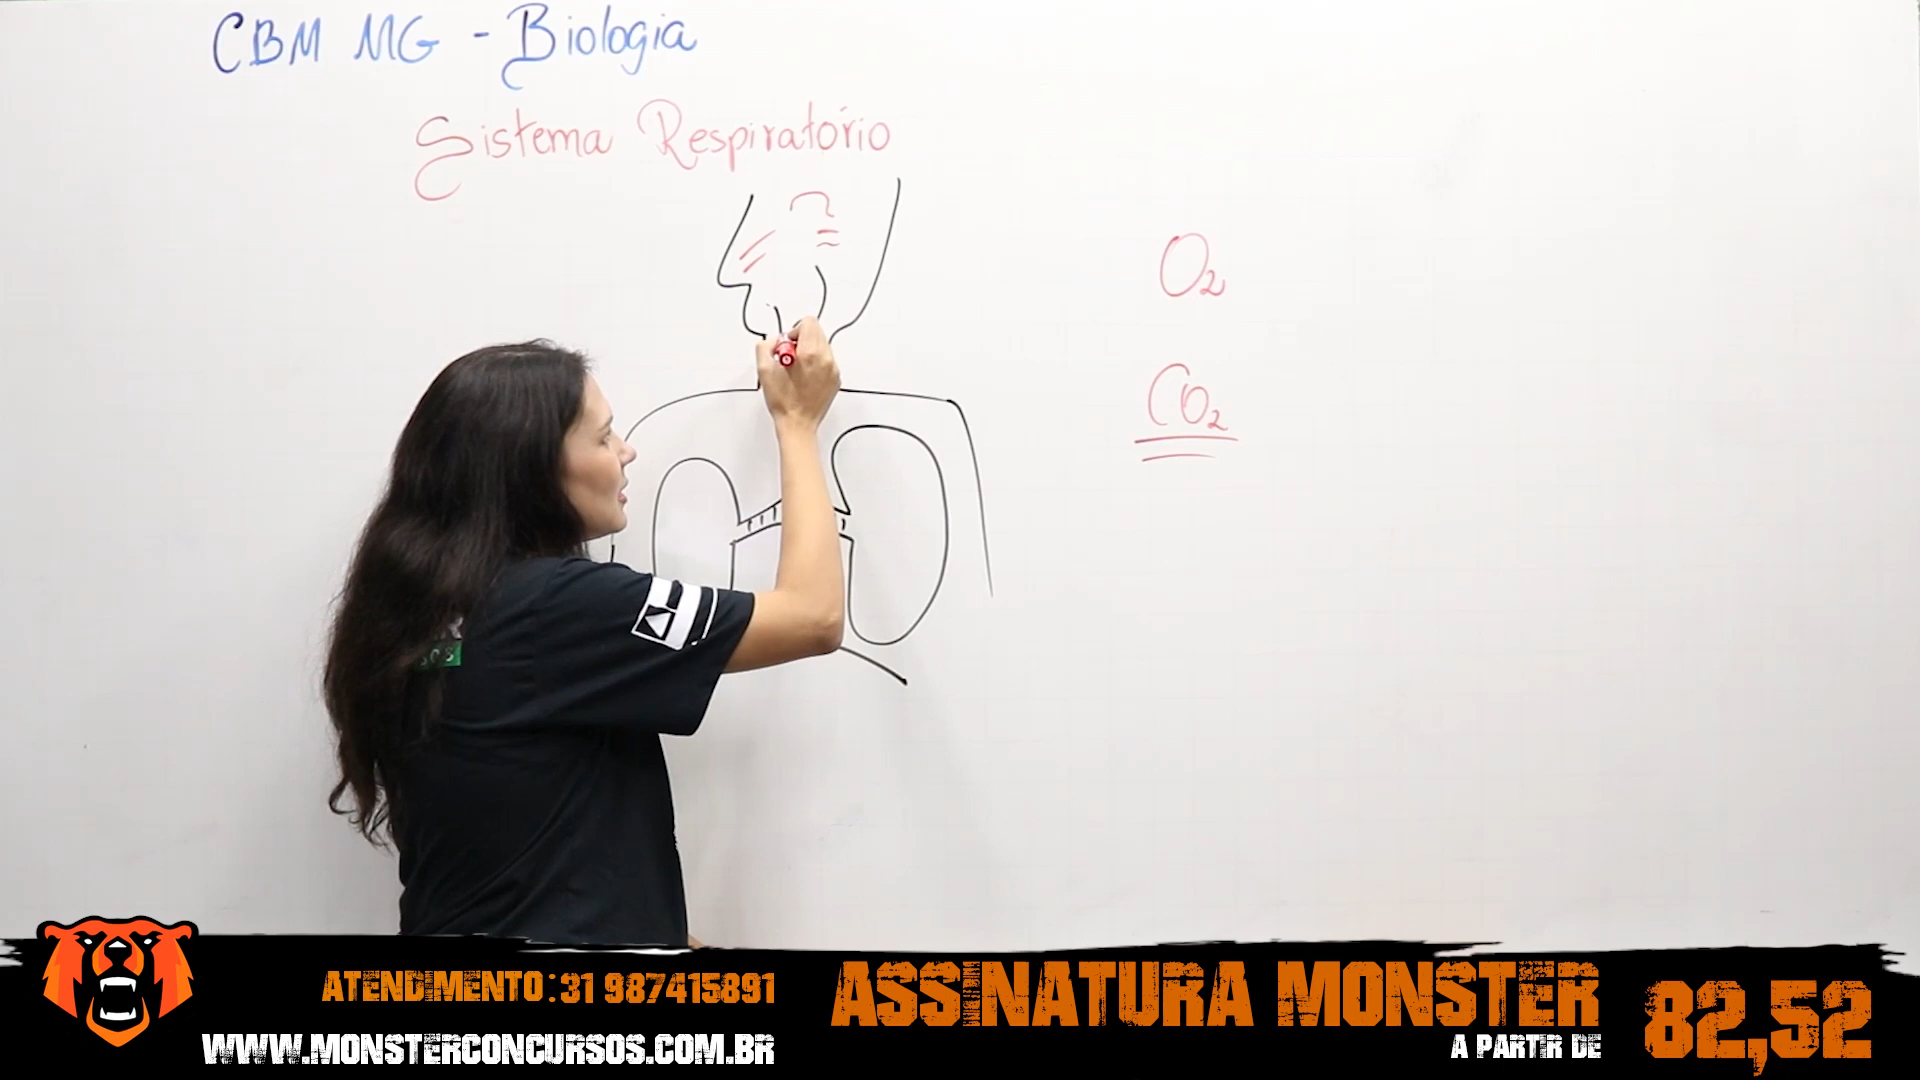 CBM MG - Biologia
Sistema Respiratório
O2
CO2
ATENDIMENTO: 31 987415891
WWW.MONSTERCONCURSOS.COM.BR
ASSINATURA MONSTER
A PARTIR DE
82,52